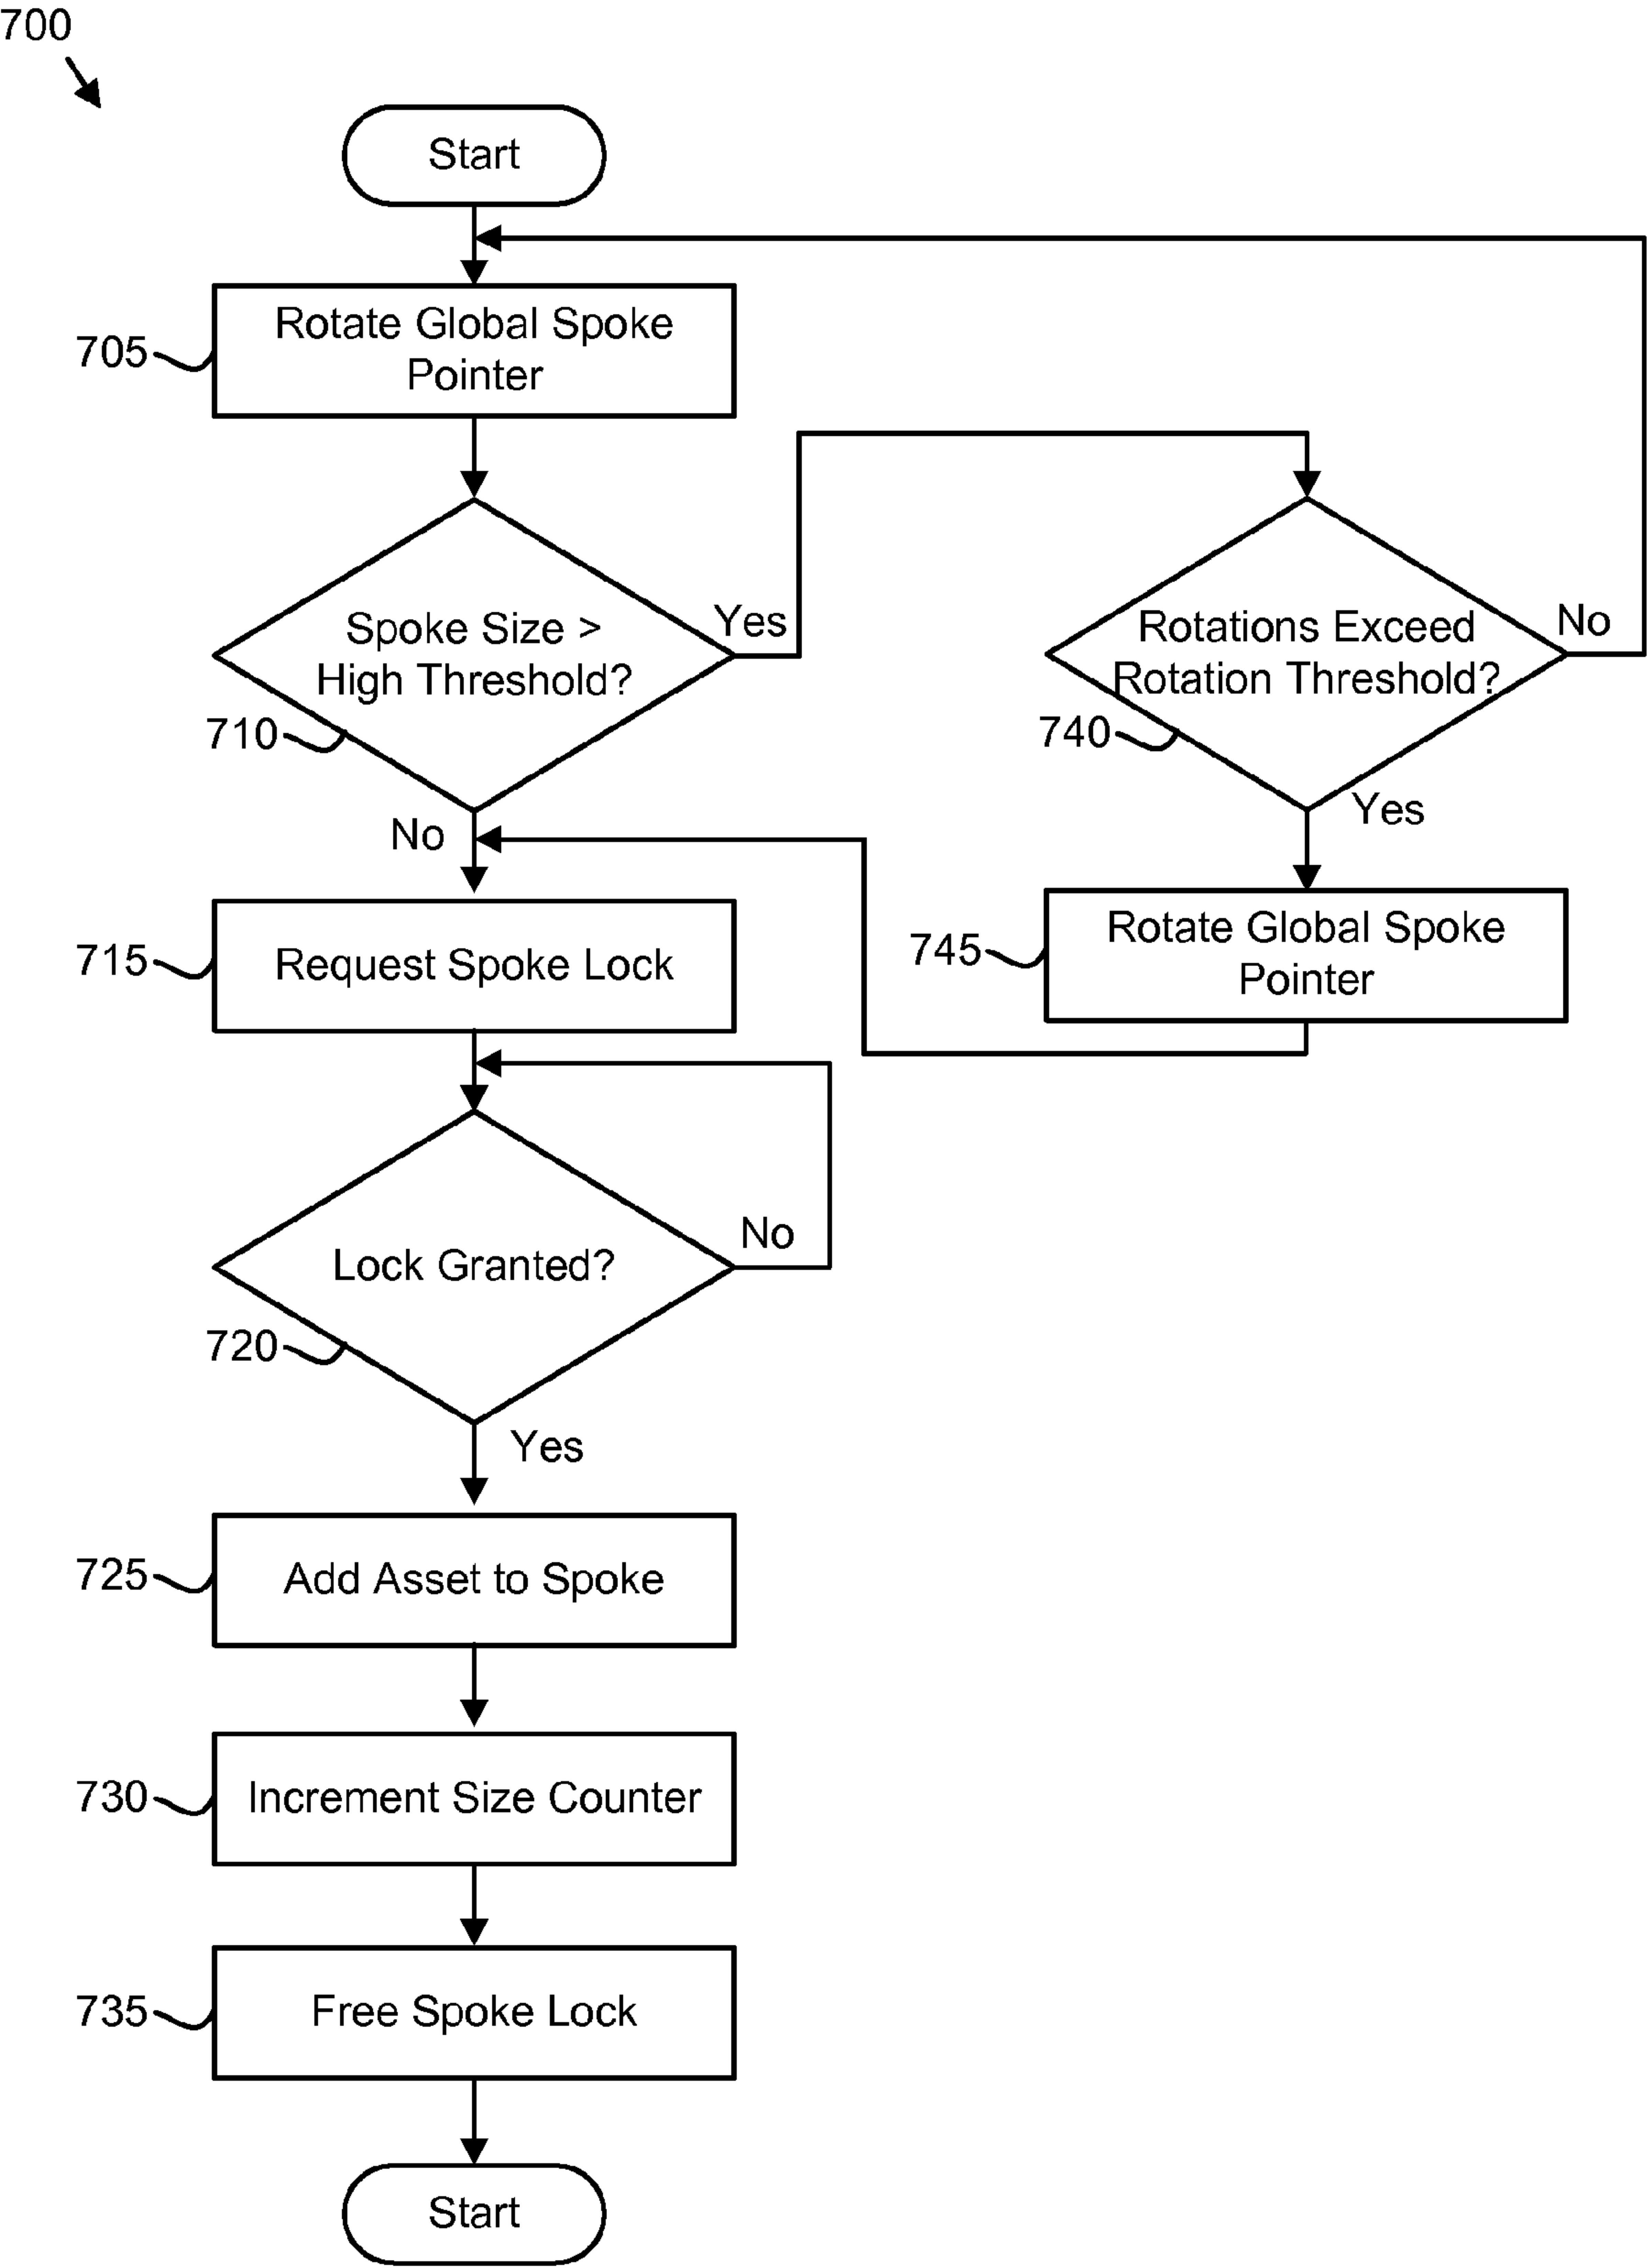 700
Start
705
Rotate Global Spoke
Pointer
Spoke Size >
High Threshold?
Yes
710
No
Rotations Exceed
Rotation Threshold?
No
740
Yes
715
Request Spoke Lock
745
Rotate Global Spoke
Pointer
Lock Granted?
No
720
Yes
725
Add Asset to Spoke
730
Increment Size Counter
735
Free Spoke Lock
Start